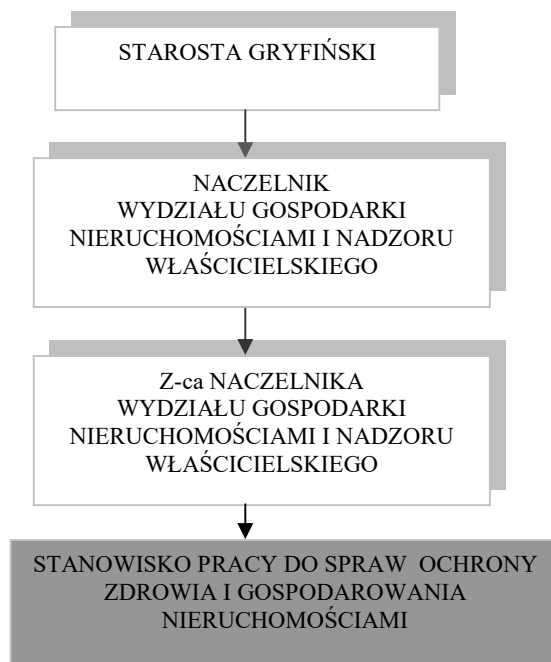 STAROSTA GRYFIŃSKI
NACZELNIK
WYDZIAŁU GOSPODARKI
NIERUCHOMOŚCIAMI I NADZORU
WŁAŚCICIELSKIEGO
Z-ca NACZELNIKA
WYDZIAŁU GOSPODARKI
NIERUCHOMOŚCIAMI I NADZORU
WŁAŚCICIELSKIEGO
STANOWISKO PRACY DO SPRAW OCHRONY
ZDROWIA I GOSPODAROWANIA
NIERUCHOMOŚCIAMI